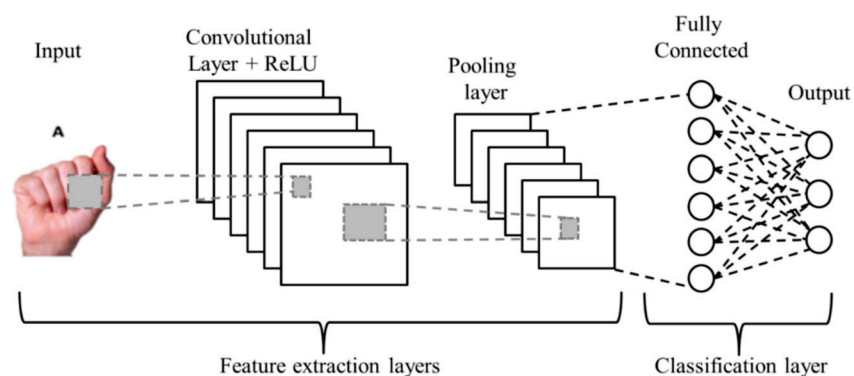 Input
Convolutional
Layer + ReLU
Pooling
layer
Fully
Connected
Output
A
Feature extraction layers
Classification layer